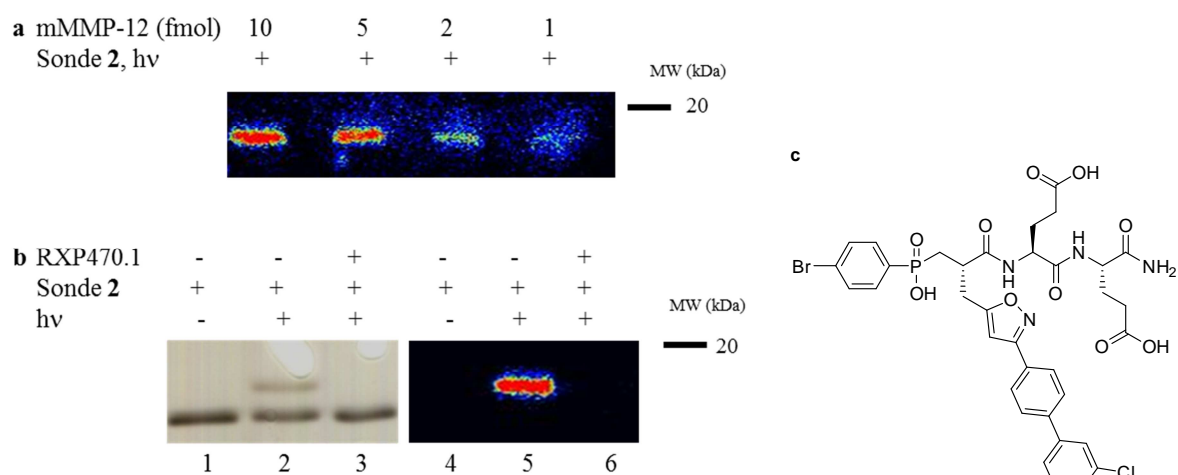 a mMMP-12 (fmol) 10 5 2 1
Sonde 2, hν + + + +
MW (kDa)
20
b RXP470.1 - - + - - +
Sonde 2 + + + + + +
hν - + + - + +
MW (kDa)
20
1 2 3 4 5 6
c
O OH
O O H O
Br P N N NH2
OH H O
O N
O OH
Cl